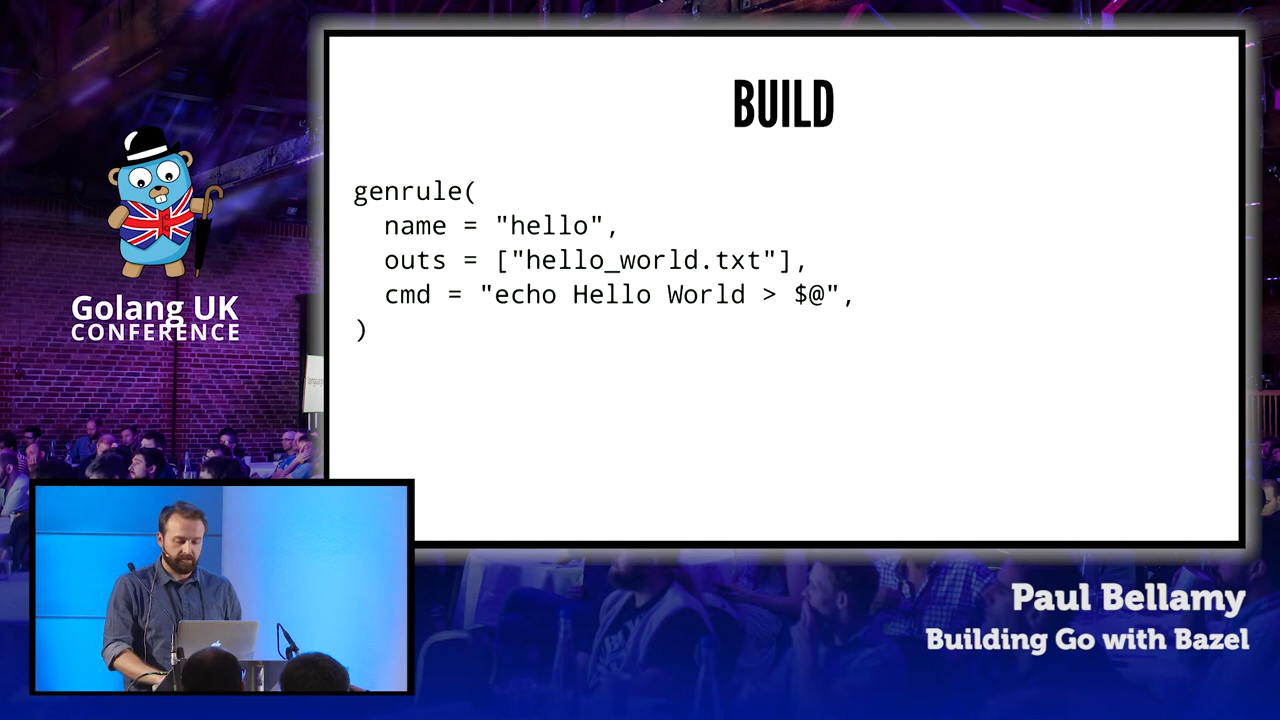 BUILD
genrule(
  name = "hello",
  outs = ["hello_world.txt"],
  cmd = "echo Hello World > $@",
)
Golang UK
CONFERENCE
Paul Bellamy
Building Go with Bazel